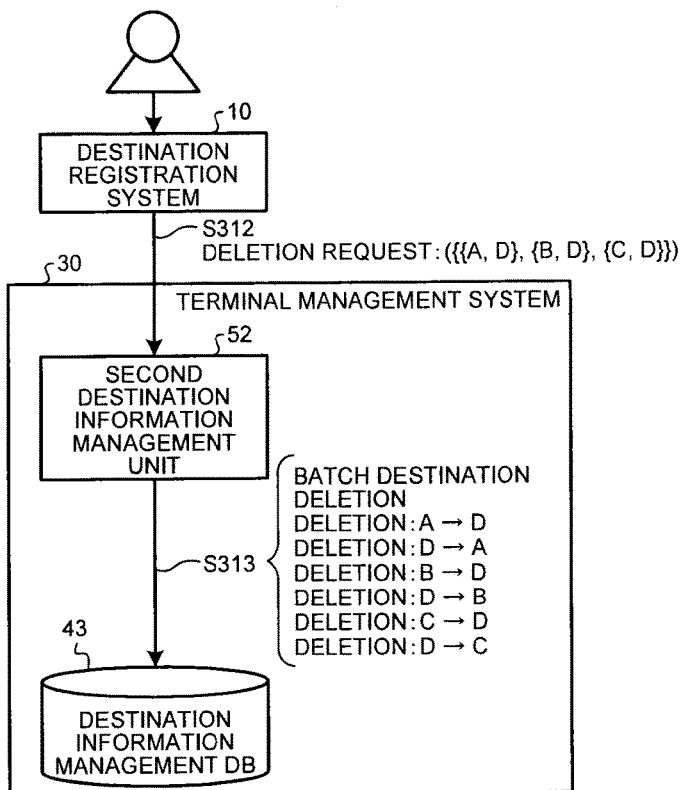 10
DESTINATION
REGISTRATION
SYSTEM
S312
DELETION REQUEST:({{A, D}, {B, D}, {C, D}})
30
TERMINAL MANAGEMENT SYSTEM
52
SECOND
DESTINATION
INFORMATION
MANAGEMENT
UNIT
BATCH DESTINATION
DELETION
DELETION:A → D
DELETION:D → A
S313
DELETION:B → D
DELETION:D → B
DELETION:C → D
DELETION:D → C
43
DESTINATION
INFORMATION
MANAGEMENT DB